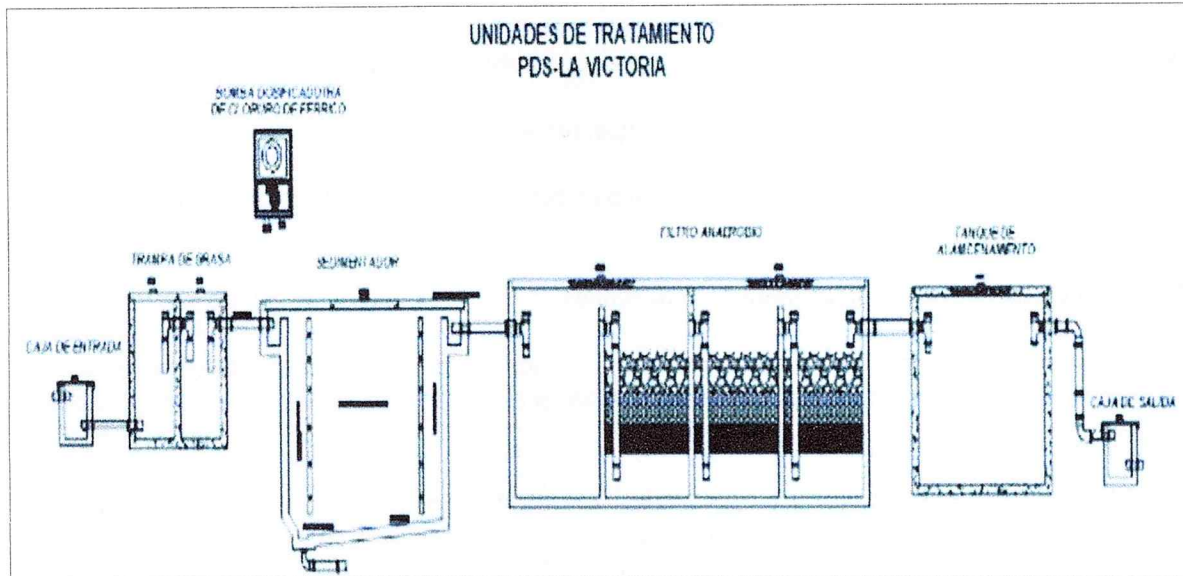 UNIDADES DE TRATAMIENTO
PDS-LA VICTORIA
BOMBA DOSIFICADORA
DE CLORURO DE FERRICO
TRAMPA DE GRASA
SEDIMENTADOR
FILTRO ANAEROBIO
TANQUE DE
ALAMCENAMIENTO
CAJA DE ENTRADA
CAJA DE SALIDA